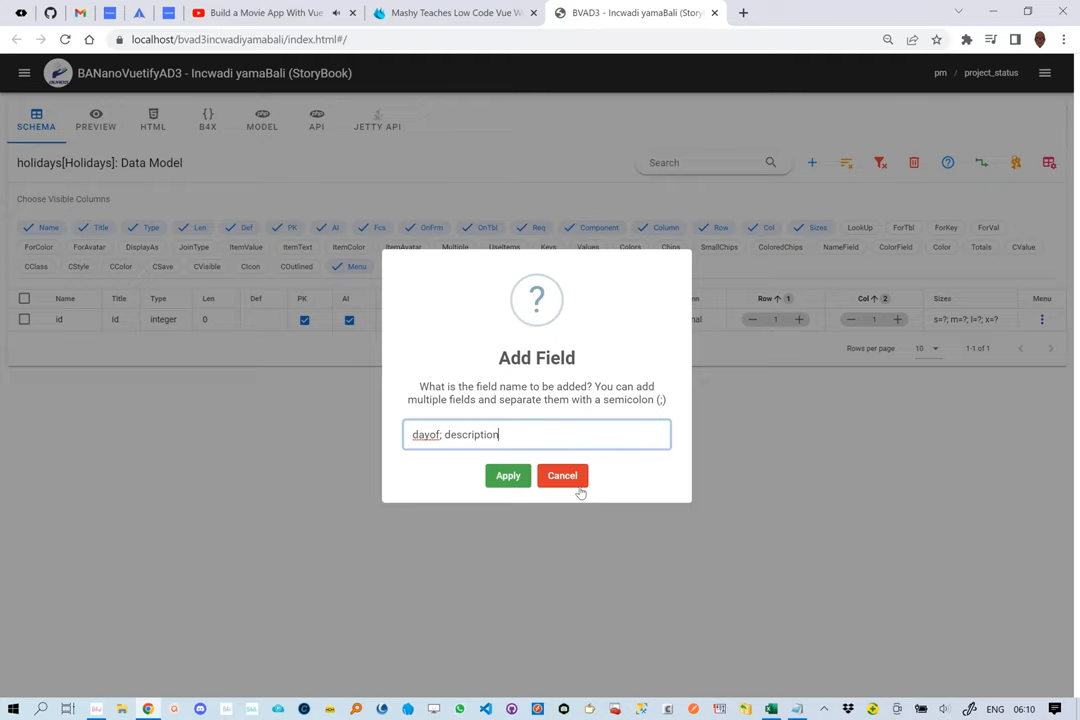 Build a Movie App With Vue
Mashy Teaches Low Code Vue W
BVAD3 - Incwadi yamaBali (Story
localhost/bvad3incwadiyamabali/index.html#/
BANanoVuetifyAD3 - Incwadi yamaBali (StoryBook)
pm / project_status
SCHEMA PREVIEW HTML B4X MODEL API JETTY API
holidays[Holidays]: Data Model
Search
Choose Visible Columns
Name Title Type Len Def PK AI Fcs OnFrm OnTbl Req Component Column Row Col Sizes LookUp ForTbl ForKey ForVal
ForColor ForAvatar DisplayAs JoinType ItemValue ItemText ItemColor ItemAvatar Multiple UseItems Keys Values Colors Chips SmallChips ColoredChips NameField ColorField Color Totals CValue
CClass CStyle CColor CSave CVisible CIcon COutlined Menu
Name Title Type Len Def PK AI Row 1 Col 2 Sizes Menu
id Id integer 0 1 1 s=?; m=?; l=?; x=?
Rows per page 10 1-1 of 1
?
Add Field
What is the field name to be added? You can add
multiple fields and separate them with a semicolon (;)
dayof; description
Apply Cancel
ENG 06:10